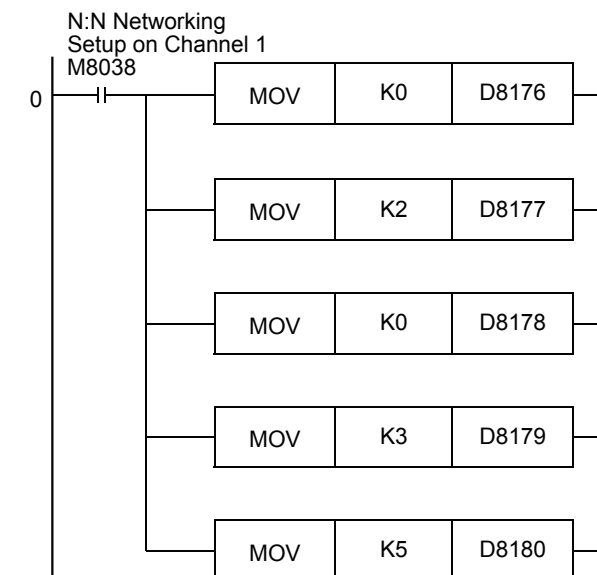 N:N Networking
Setup on Channel 1
M8038
0 MOV K0 D8176
MOV K2 D8177
MOV K0 D8178
MOV K3 D8179
MOV K5 D8180